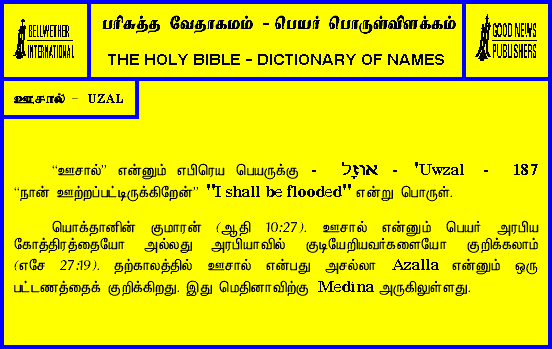 BELLWETHER
INTERNATIONAL
பரிசுத்த வேதாகமம் - பெயர் பொருள்விளக்கம்
THE HOLY BIBLE - DICTIONARY OF NAMES
GOOD NEWS
PUBLISHERS
ஊசால் - UZAL
“ஊசால்” என்னும் எபிரெய பெயருக்கு - אוּזָל - 'Uwzal - 187
“நான் ஊற்றப்பட்டிருக்கிறேன்” "I shall be flooded" என்று பொருள்.
யொக்தானின் குமாரன் (ஆதி 10:27). ஊசால் என்னும் பெயர் அரபிய
கோத்திரத்தையோ அல்லது அரபியாவில் குடியேறியவர்களையோ குறிக்கலாம்
(எசே 27:19). தற்காலத்தில் ஊசால் என்பது அசல்லா Azalla என்னும் ஒரு
பட்டணத்தைக் குறிக்கிறது. இது மெதினாவிற்கு Medina அருகிலுள்ளது.